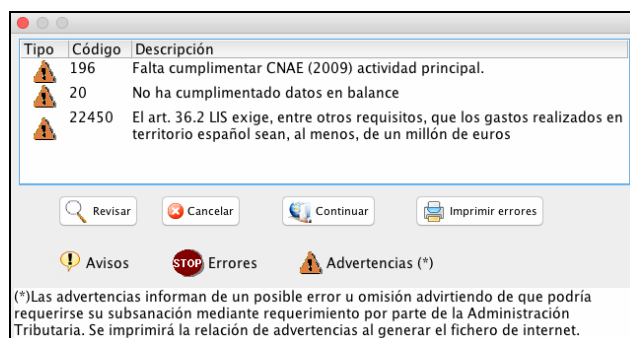 Tipo Código Descripción
196 Falta cumplimentar CNAE (2009) actividad principal.
20 No ha cumplimentado datos en balance
22450 El art. 36.2 LIS exige, entre otros requisitos, que los gastos realizados en
territorio español sean, al menos, de un millón de euros
Revisar Cancelar Continuar Imprimir errores
Avisos STOP Errores Advertencias (*)
(*)Las advertencias informan de un posible error u omisión advirtiendo de que podría
requerirse su subsanación mediante requerimiento por parte de la Administración
Tributaria. Se imprimirá la relación de advertencias al generar el fichero de internet.